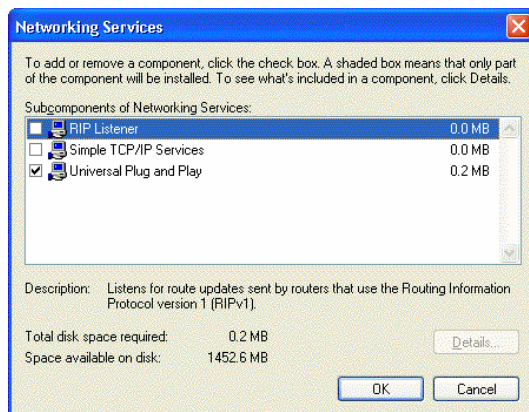 Networking Services
To add or remove a component, click the check box. A shaded box means that only part
of the component will be installed. To see what's included in a component, click Details.
Subcomponents of Networking Services:
RIP Listener 0.0 MB
Simple TCP/IP Services 0.0 MB
Universal Plug and Play 0.2 MB
Description: Listens for route updates sent by routers that use the Routing Information
Protocol version 1 (RIPv1).
Total disk space required: 0.2 MB
Space available on disk: 1452.6 MB
Details...
OK Cancel